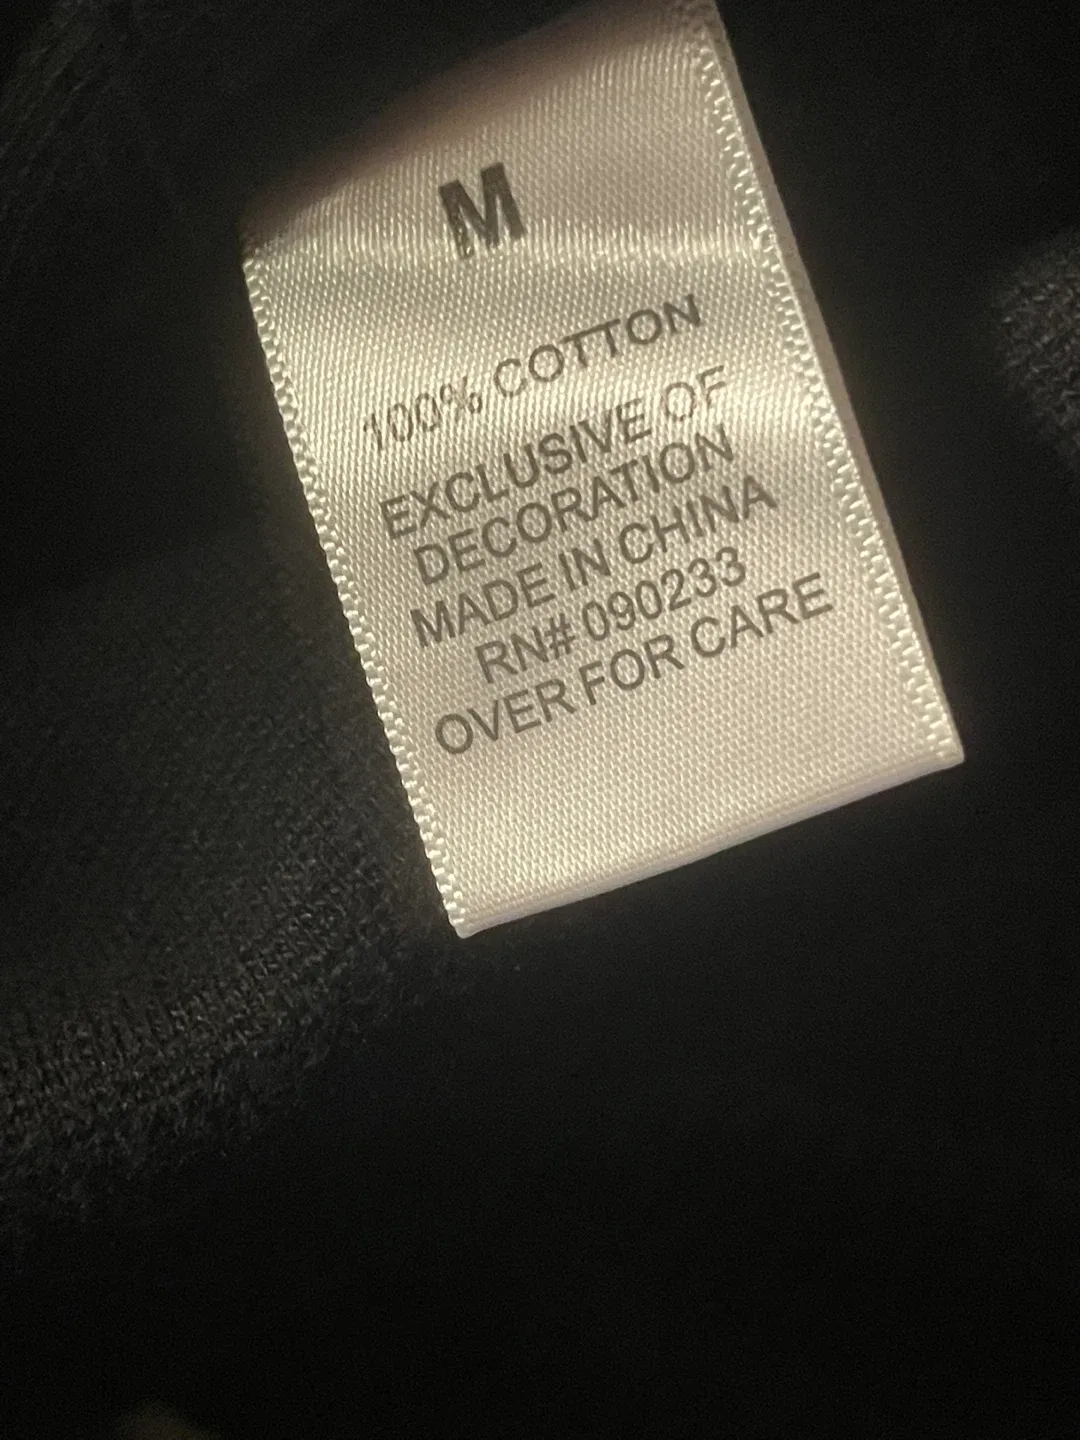 M
100% COTTON
EXCLUSIVE OF
DECORATION
MADE IN CHINA
RN# 090233
OVER FOR CARE